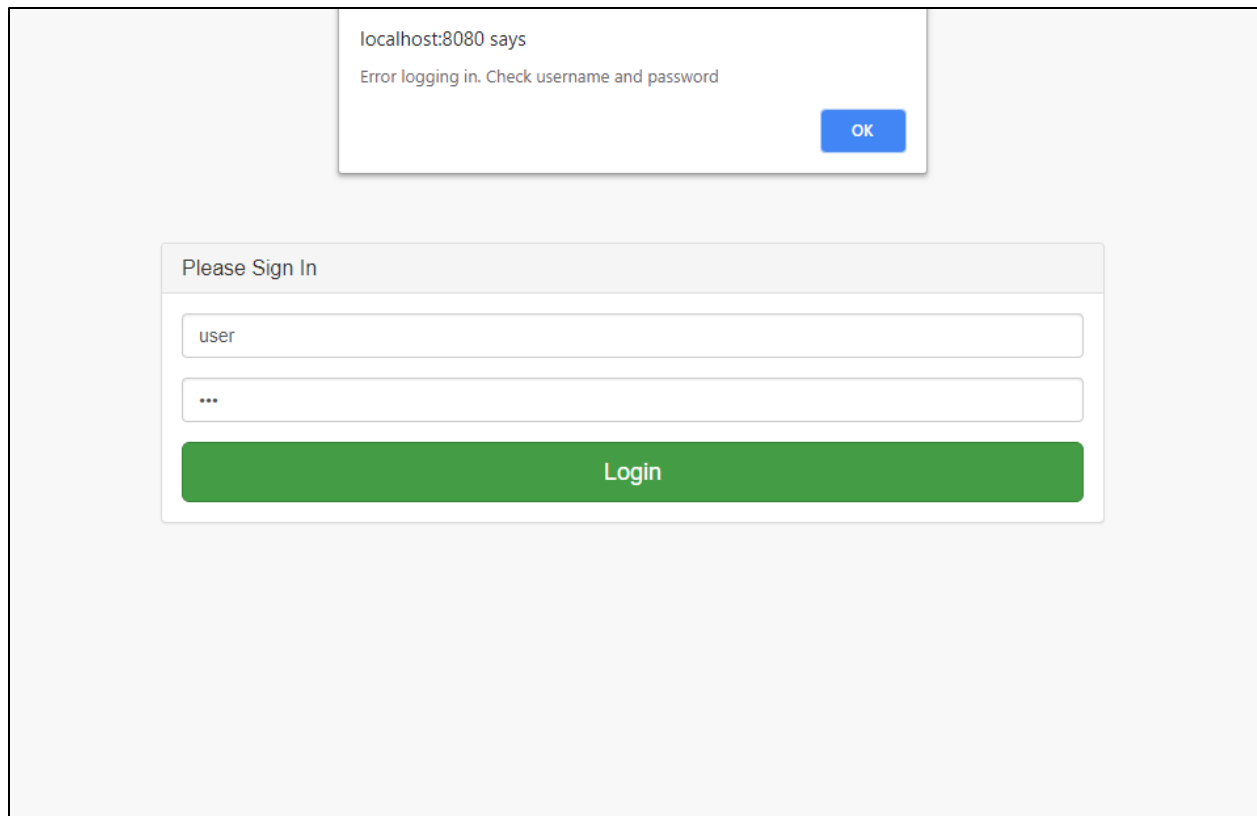 localhost:8080 says
Error logging in. Check username and password
OK
Please Sign In
user
•••
Login